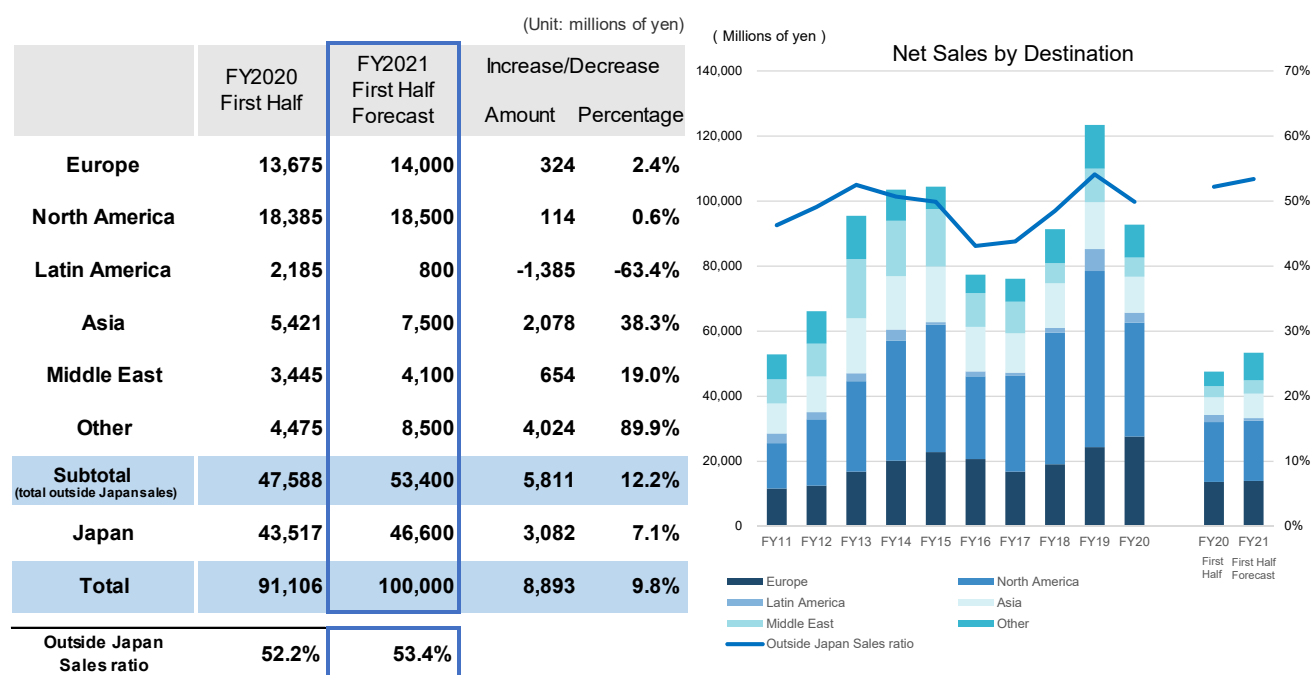 (Unit: millions of yen)
FY2020
First Half
FY2021
First Half
Forecast
Increase/Decrease
Amount Percentage
Europe 13,675 14,000 324 2.4%
North America 18,385 18,500 114 0.6%
Latin America 2,185 800 -1,385 -63.4%
Asia 5,421 7,500 2,078 38.3%
Middle East 3,445 4,100 654 19.0%
Other 4,475 8,500 4,024 89.9%
Subtotal
(total outside Japan sales) 47,588 53,400 5,811 12.2%
Japan 43,517 46,600 3,082 7.1%
Total 91,106 100,000 8,893 9.8%
Outside Japan
Sales ratio 52.2% 53.4%
( Millions of yen )
Net Sales by Destination
140,000 70%
120,000 60%
100,000 50%
80,000 40%
60,000 30%
40,000 20%
20,000 10%
0 0%
FY11 FY12 FY13 FY14 FY15 FY16 FY17 FY18 FY19 FY20 FY20 FY21
First
Half
First Half
Forecast
Europe North America
Latin America Asia
Middle East Other
Outside Japan Sales ratio